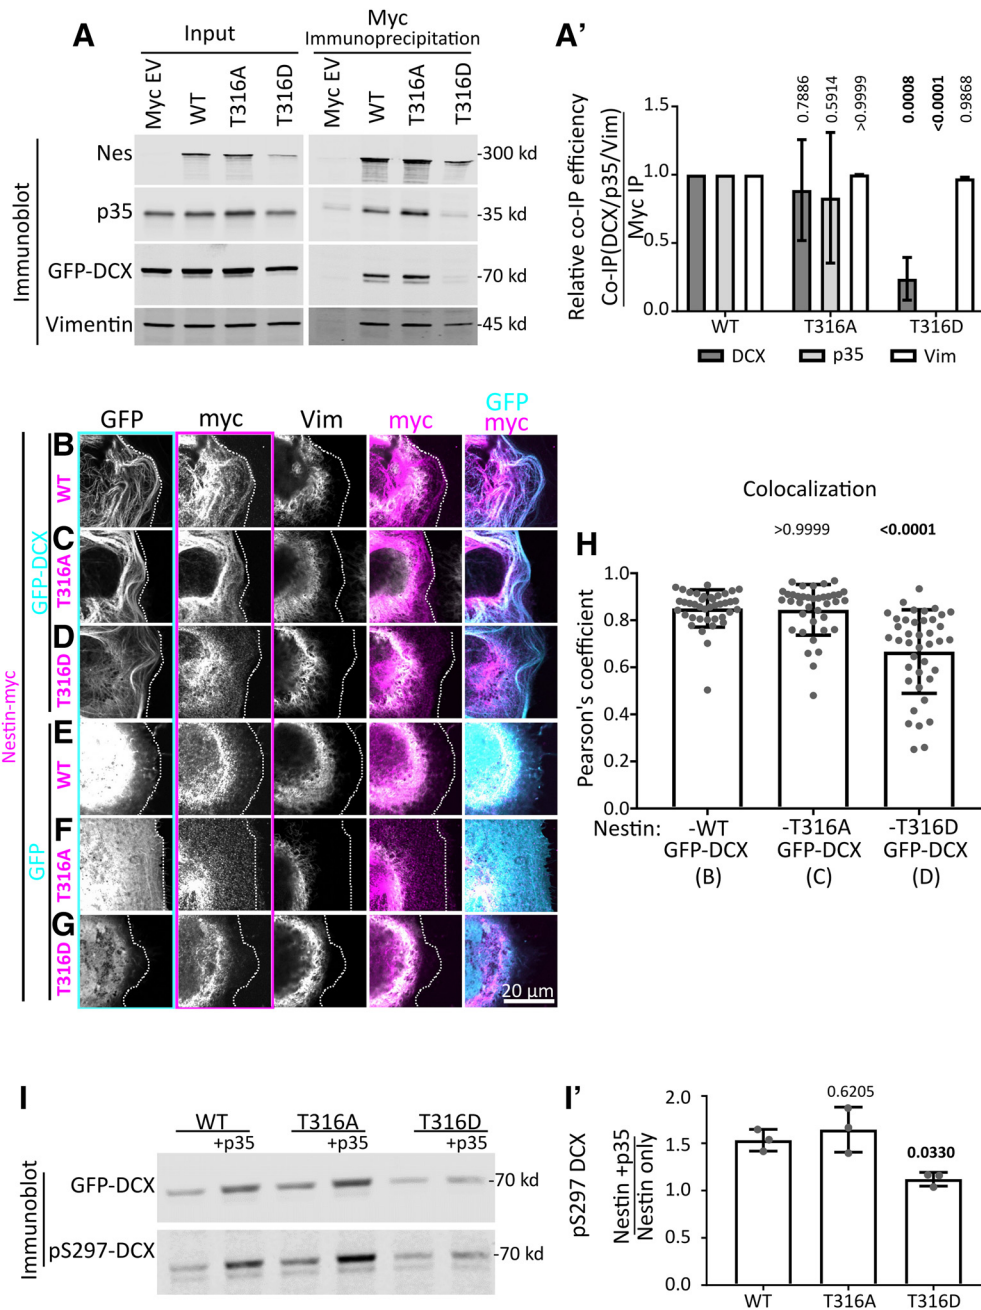 A
Input
Myc
Immunoprecipitation
Myc EV
WT
T316A
T316D
Myc EV
WT
T316A
T316D
Immunoblot
Nes
-300 kd
p35
-35 kd
GFP-DCX
-70 kd
Vimentin
-45 kd
A'
Relative co-IP efficiency
Co-IP(DCX/p35/Vim)
Myc IP
0.7886
0.5914
>0.9999
0.0008
<0.0001
0.9868
1.5
1.0
0.5
0.0
WT
T316A
T316D
DCX
p35
Vim
GFP
myc
Vim
myc
GFP
myc
Nestin-myc
GFP-DCX
B
WT
C
T316A
D
T316D
GFP
E
WT
F
T316A
G
T316D
20 µm
H
Colocalization
>0.9999
<0.0001
Pearson's coefficient
1.0
0.8
0.6
0.4
0.2
0.0
Nestin:
-WT
-T316A
-T316D
GFP-DCX
GFP-DCX
GFP-DCX
(B)
(C)
(D)
I
WT
T316A
T316D
+p35
+p35
+p35
Immunoblot
GFP-DCX
-70 kd
pS297-DCX
-70 kd
I'
pS297 DCX
Nestin +p35
Nestin only
0.6205
0.0330
2.0
1.5
1.0
0.5
0.0
WT
T316A
T316D